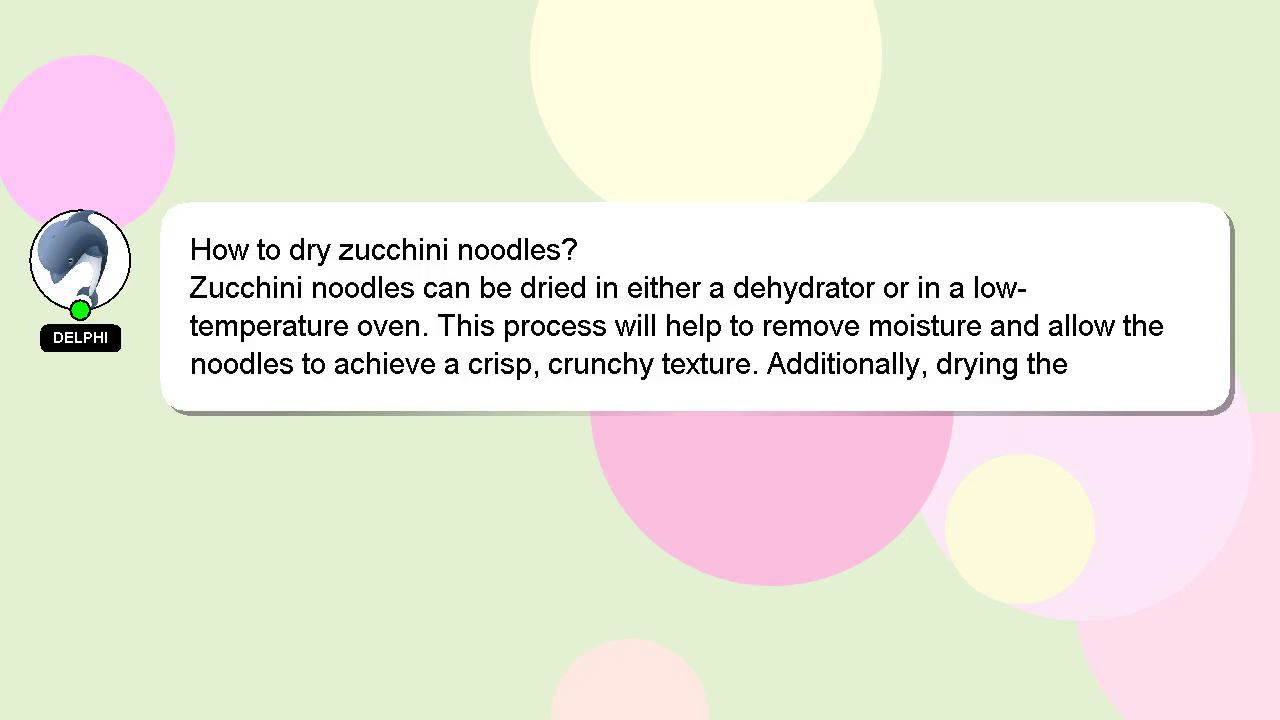 How to dry zucchini noodles?
Zucchini noodles can be dried in either a dehydrator or in a low-
temperature oven. This process will help to remove moisture and allow the
noodles to achieve a crisp, crunchy texture. Additionally, drying the
DELPHI